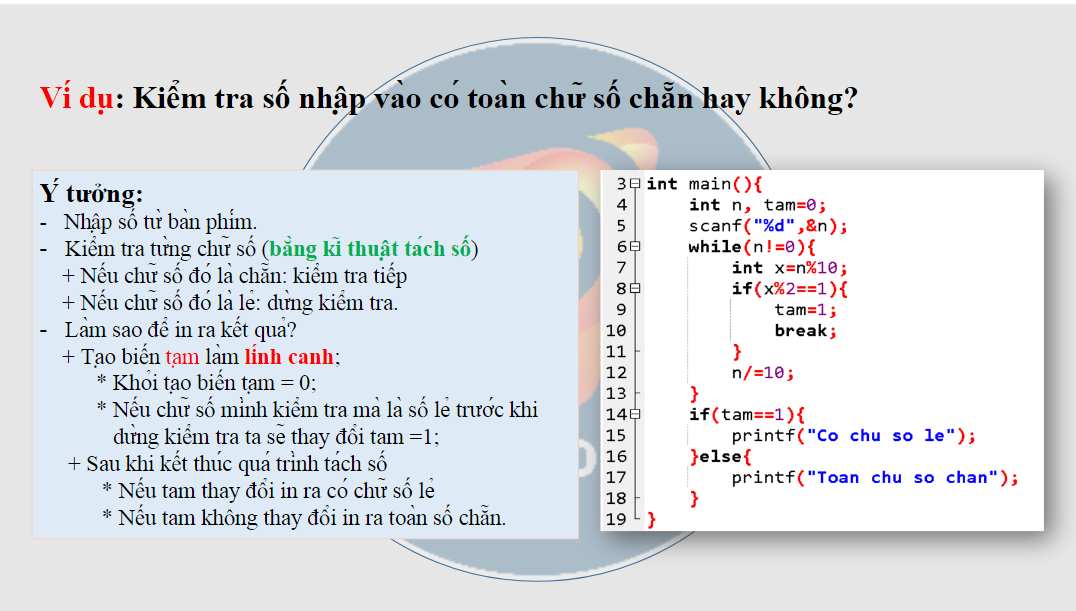 Ví dụ: Kiểm tra số nhập vào có toàn chữ số chẵn hay không?
Ý tưởng:
- Nhập số từ bàn phím.
- Kiểm tra từng chữ số (bằng kĩ thuật tách số)
+ Nếu chữ số đó là chẵn: kiểm tra tiếp
+ Nếu chữ số đó là lẻ: dừng kiểm tra.
- Làm sao để in ra kết quả?
+ Tạo biến tạm làm lính canh;
* Khởi tạo biến tạm = 0;
* Nếu chữ số mình kiểm tra mà là số lẻ trước khi
dừng kiểm tra ta sẽ thay đổi tam =1;
+ Sau khi kết thúc quá trình tách số
* Nếu tam thay đổi in ra có chữ số lẻ
* Nếu tam không thay đổi in ra toàn số chẵn.
3 int main(){
4 int n, tam=0;
5 scanf("%d",&n);
6 while(n!=0){
7 int x=n%10;
8 if(x%2==1){
9 tam=1;
10 break;
11 }
12 n/=10;
13 }
14 if(tam==1){
15 printf("Co chu so le");
16 }else{
17 printf("Toan chu so chan");
18 }
19 }